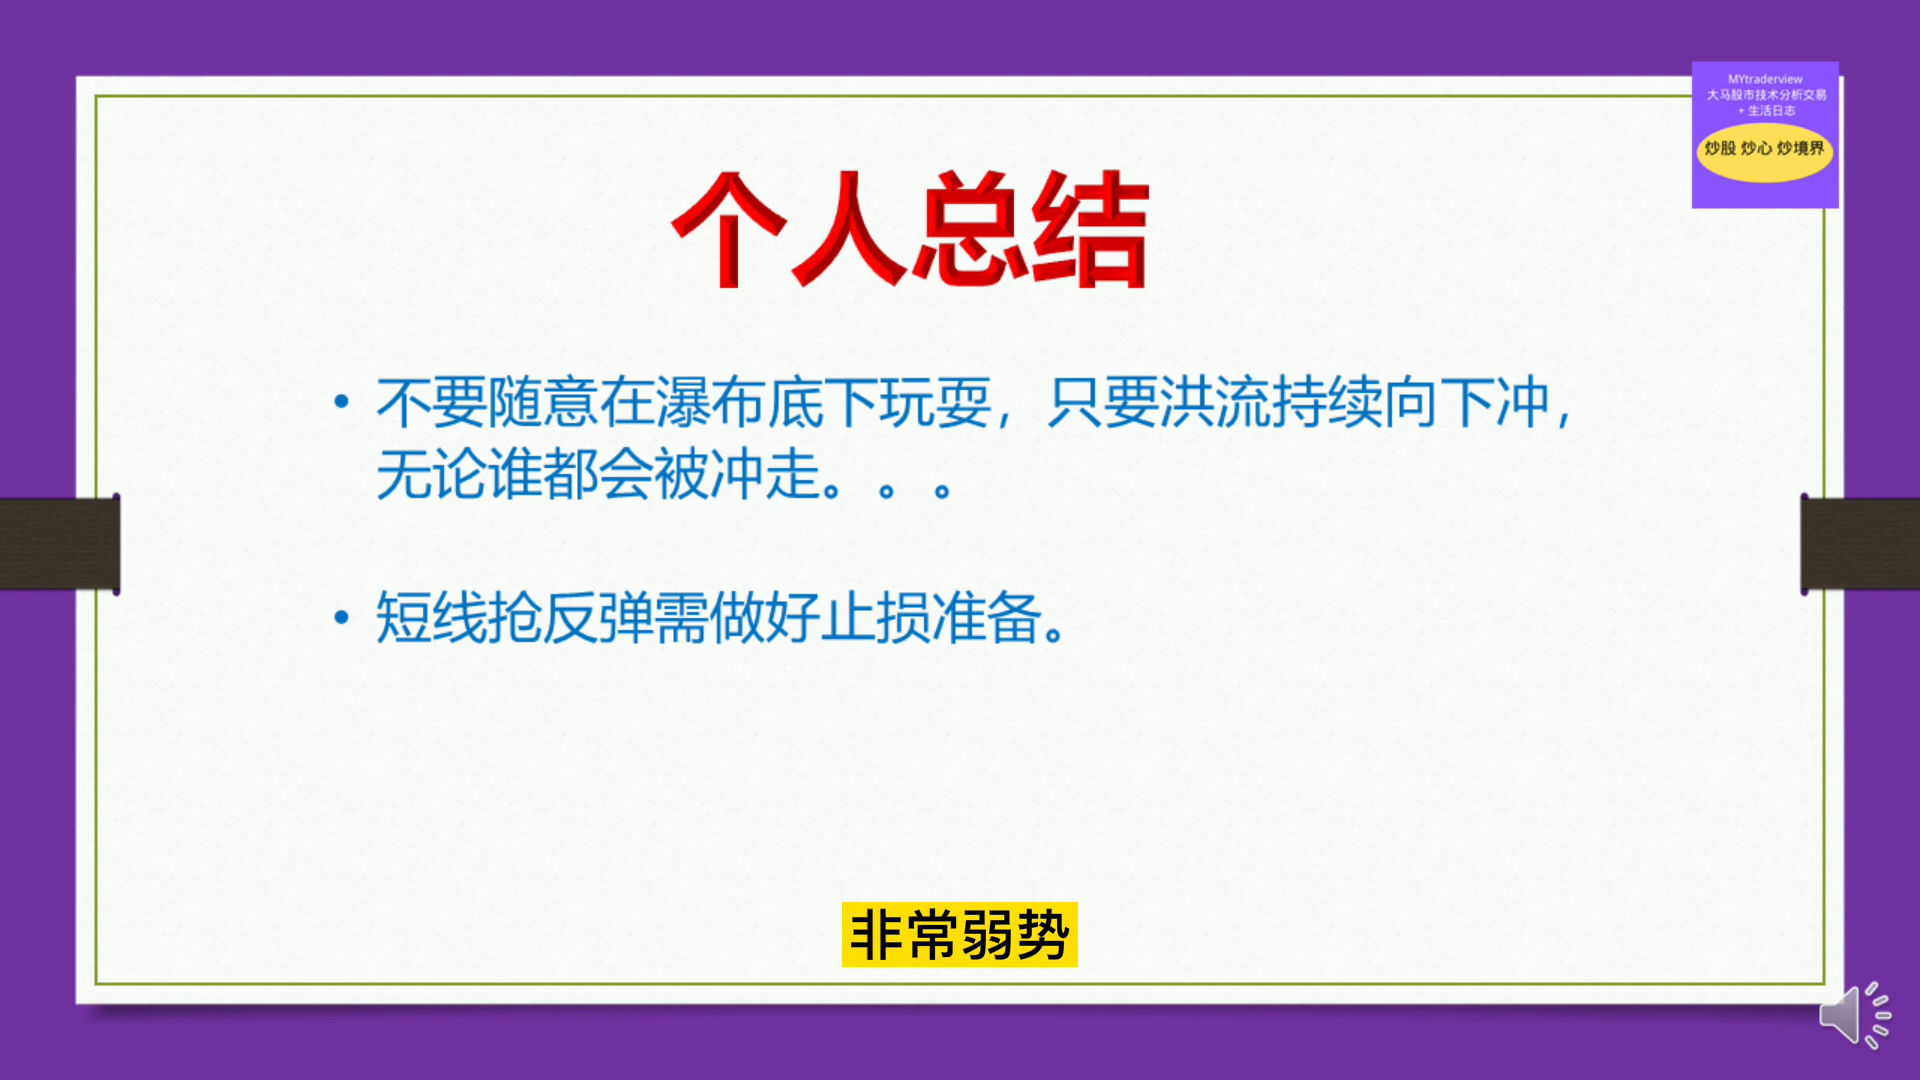 MYtraderview
大马股市技术分析交易
+ 生活日志
炒股 炒心 炒境界
个人总结
• 不要随意在瀑布底下玩耍，只要洪流持续向下冲，
无论谁都会被冲走。。。
• 短线抢反弹需做好止损准备。
非常弱势